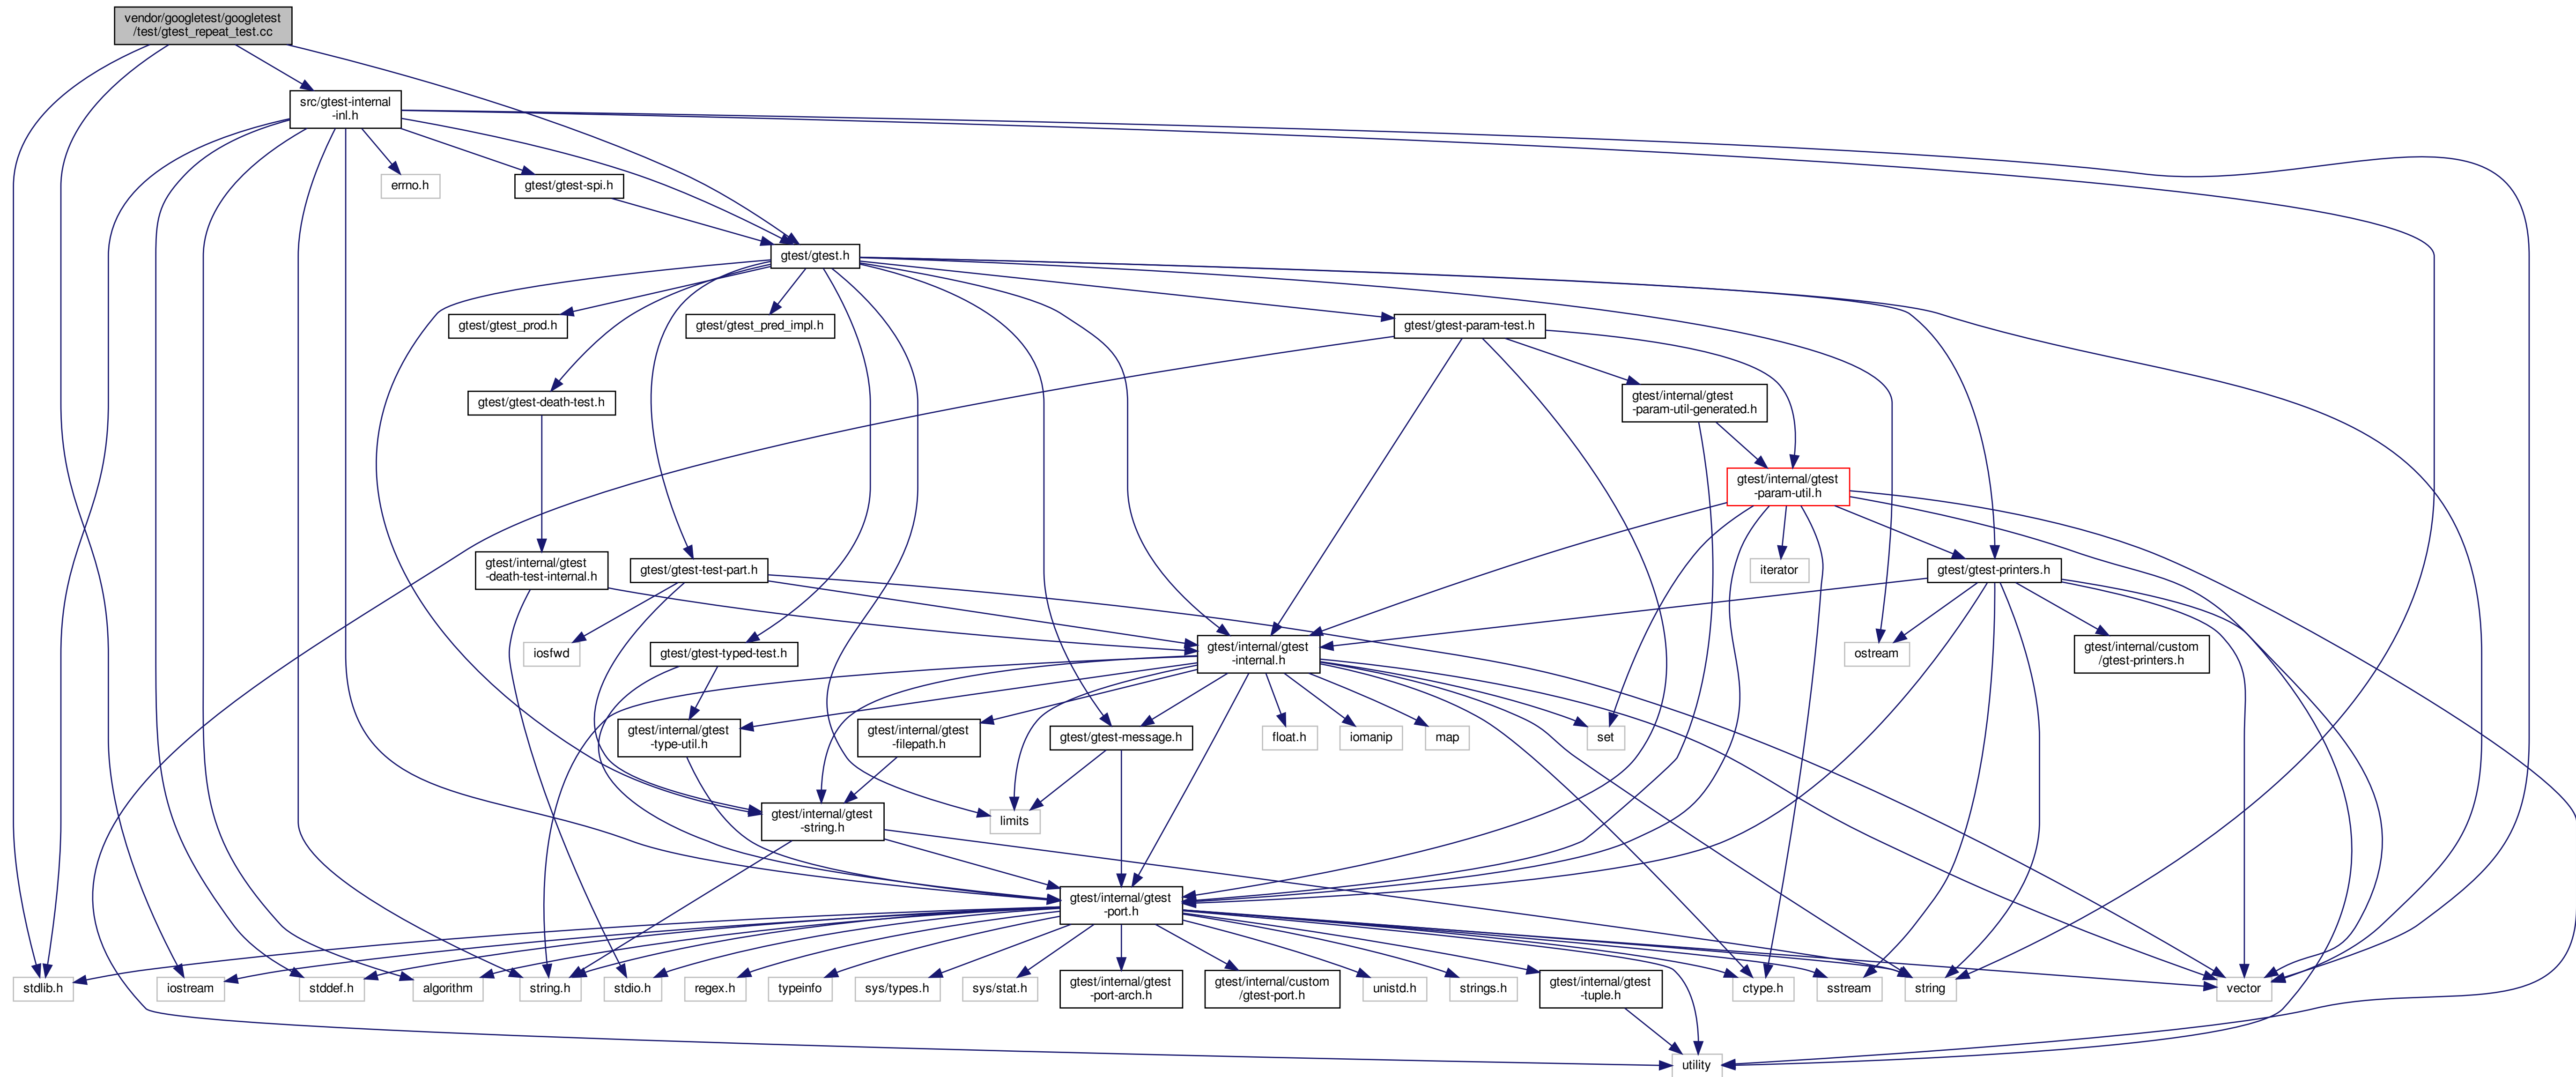 vendor/googletest/googletest
/test/gtest_repeat_test.cc
src/gtest-internal
-inl.h
errno.h
gtest/gtest-spi.h
gtest/gtest.h
gtest/gtest_prod.h
gtest/gtest_pred_impl.h
gtest/gtest-param-test.h
gtest/gtest-death-test.h
gtest/internal/gtest
-param-util-generated.h
gtest/internal/gtest
-param-util.h
gtest/internal/gtest
-death-test-internal.h
gtest/gtest-test-part.h
iterator
gtest/gtest-printers.h
iosfwd
gtest/gtest-typed-test.h
gtest/internal/gtest
-internal.h
ostream
gtest/internal/custom
/gtest-printers.h
gtest/internal/gtest
-type-util.h
gtest/internal/gtest
-filepath.h
gtest/gtest-message.h
float.h
iomanip
map
set
gtest/internal/gtest
-string.h
limits
gtest/internal/gtest
-port.h
stdlib.h
iostream
stddef.h
algorithm
string.h
stdio.h
regex.h
typeinfo
sys/types.h
sys/stat.h
gtest/internal/gtest
-port-arch.h
gtest/internal/custom
/gtest-port.h
unistd.h
strings.h
gtest/internal/gtest
-tuple.h
ctype.h
sstream
string
vector
utility